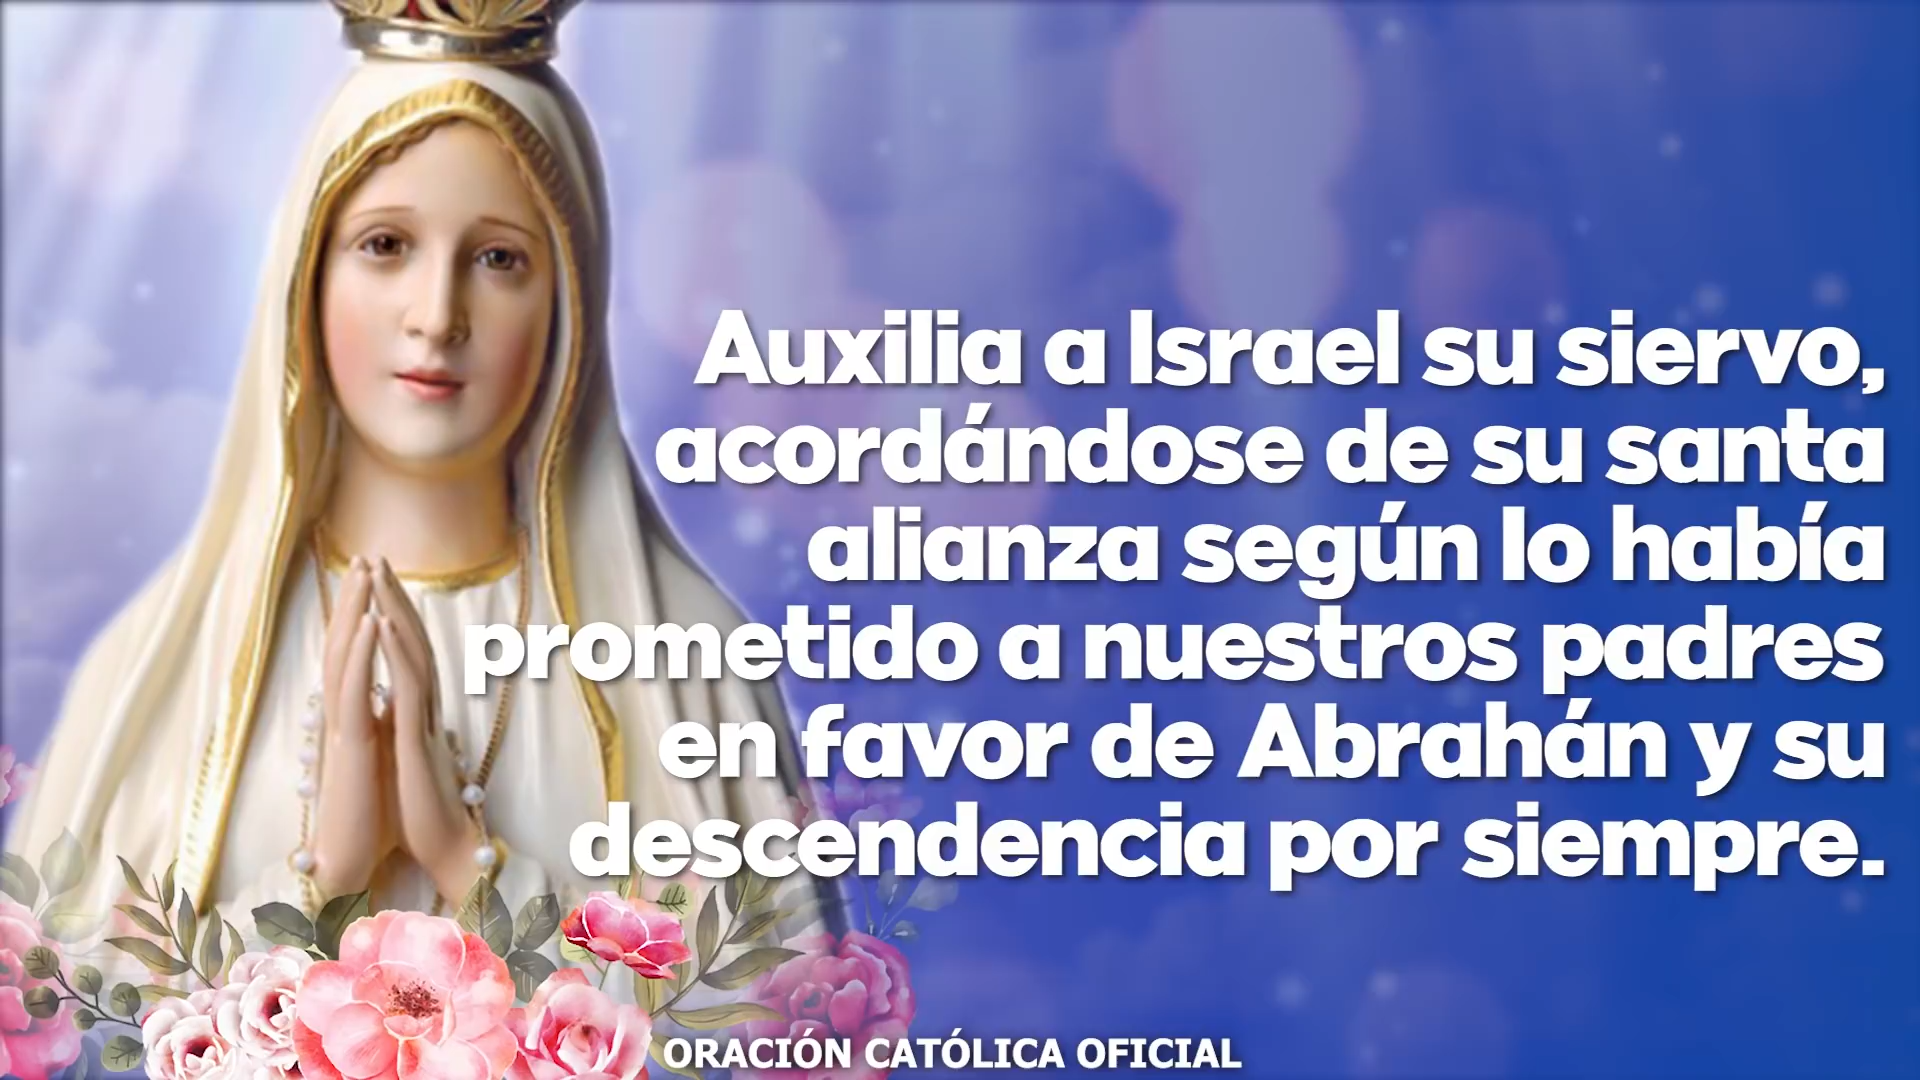 Auxilia a Israel su siervo,
acordándose de su santa
alianza según lo había
prometido a nuestros padres
en favor de Abrahán y su
descendencia por siempre.
ORACIÓN CATÓLICA OFICIAL